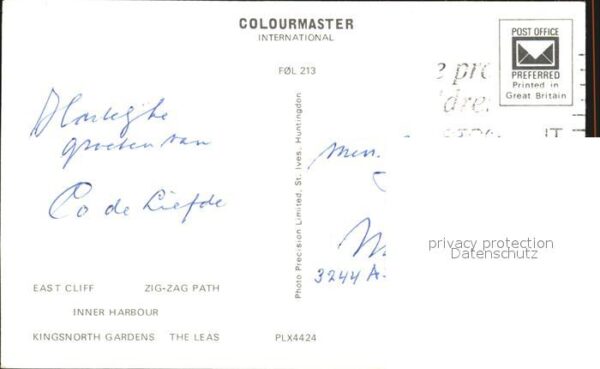 COLOURMASTER
INTERNATIONAL
FØL 213
POST OFFICE
PREFERRED
Printed in
Great Britain
e pr
dre
Hartelijke
groeten van
Co de Liefde
Photo Precision Limited, St. Ives, Huntingdon
3244 A
privacy protection
Datenschutz
EAST CLIFF ZIG-ZAG PATH
INNER HARBOUR
KINGSNORTH GARDENS THE LEAS
PLX4424